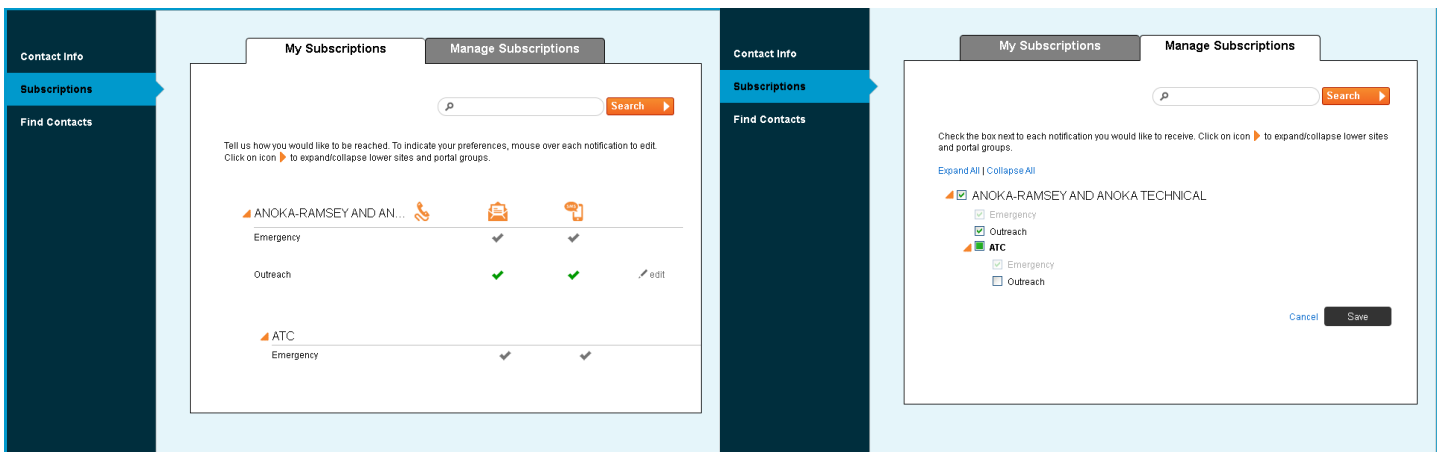 Contact Info
Subscriptions
Find Contacts
My Subscriptions
Manage Subscriptions
Search
Tell us how you would like to be reached. To indicate your preferences, mouse over each notification to edit.
Click on icon to expand/collapse lower sites and portal groups.
ANOKA-RAMSEY AND AN...
Emergency
Outreach
edit
ATC
Emergency
Contact Info
Subscriptions
Find Contacts
My Subscriptions
Manage Subscriptions
Search
Check the box next to each notification you would like to receive. Click on icon to expand/collapse lower sites
and portal groups.
Expand All | Collapse All
ANOKA-RAMSEY AND ANOKA TECHNICAL
Emergency
Outreach
ATC
Emergency
Outreach
Cancel
Save